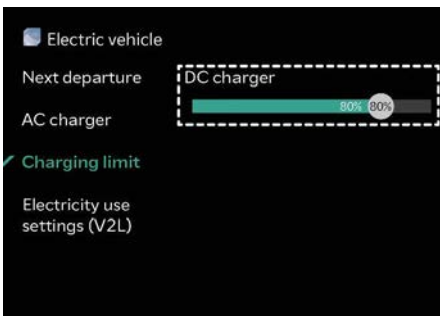 Electric vehicle
Next departure
DC charger
80% 80%
AC charger
Charging limit
Electricity use
settings (V2L)